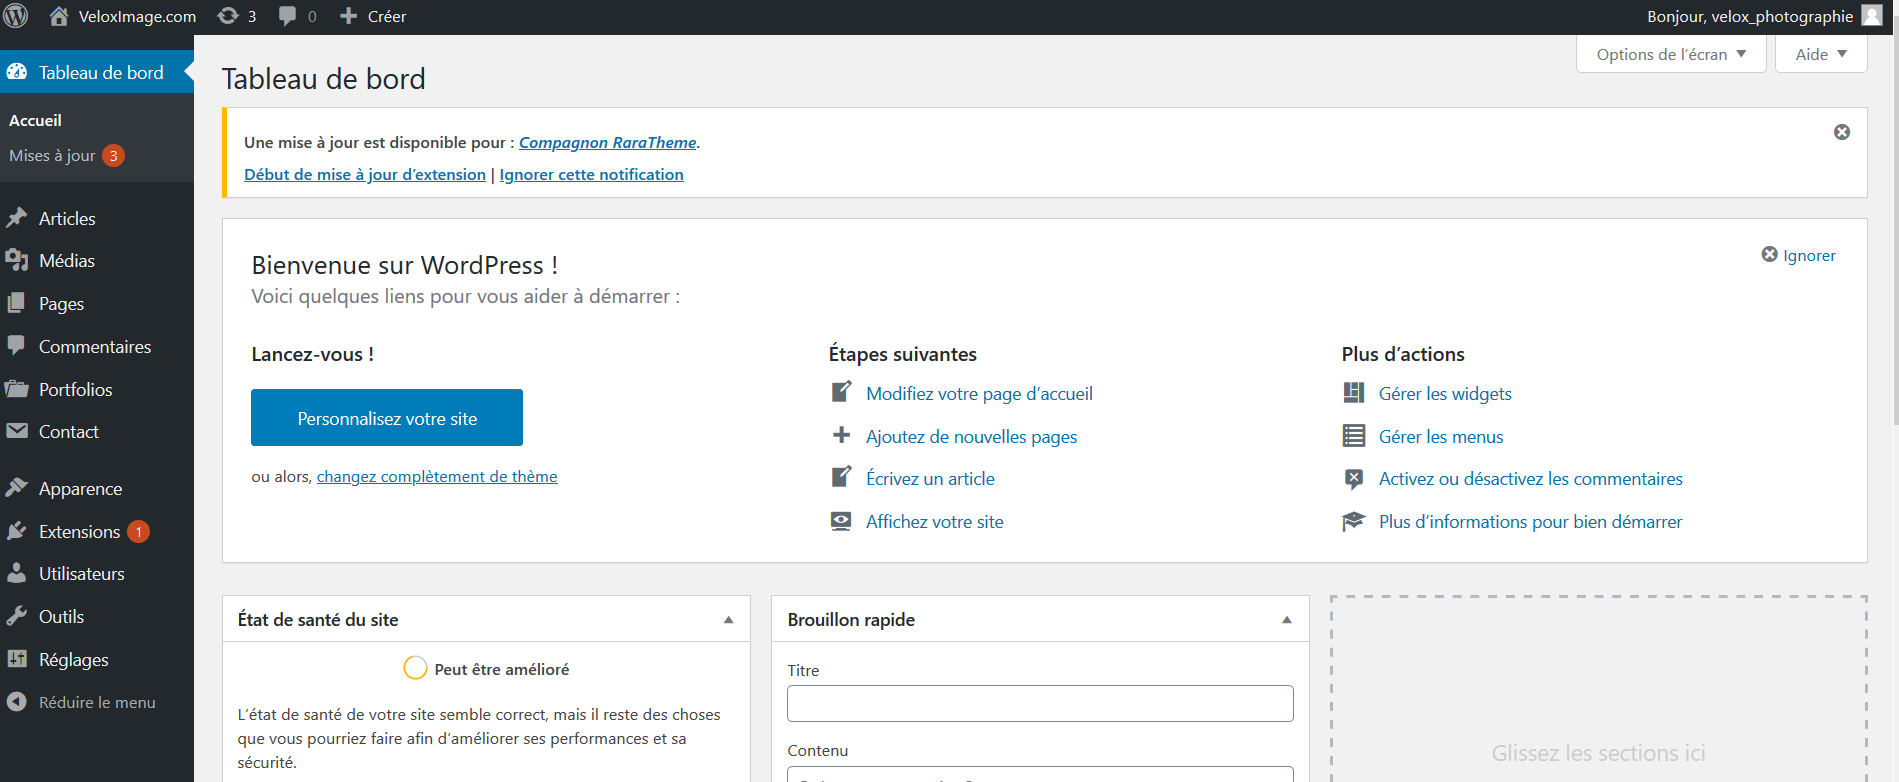 VeloxImage.com 3 0 Créer Bonjour, velox_photographie
Options de l’écran Aide
Tableau de bord
Accueil
Mises à jour 3
Articles
Médias
Pages
Commentaires
Portfolios
Contact
Apparence
Extensions 1
Utilisateurs
Outils
Réglages
Réduire le menu
Tableau de bord
Une mise à jour est disponible pour : Compagnon RaraTheme.
Début de mise à jour d’extension | Ignorer cette notification
Bienvenue sur WordPress !
Ignorer
Voici quelques liens pour vous aider à démarrer :
Lancez-vous !
Personnalisez votre site
ou alors, changez complètement de thème
Étapes suivantes
Modifiez votre page d’accueil
Ajoutez de nouvelles pages
Écrivez un article
Affichez votre site
Plus d’actions
Gérer les widgets
Gérer les menus
Activez ou désactivez les commentaires
Plus d’informations pour bien démarrer
État de santé du site
Peut être amélioré
L’état de santé de votre site semble correct, mais il reste des choses
que vous pourriez faire afin d’améliorer ses performances et sa
sécurité.
Brouillon rapide
Titre
Contenu
Glissez les sections ici